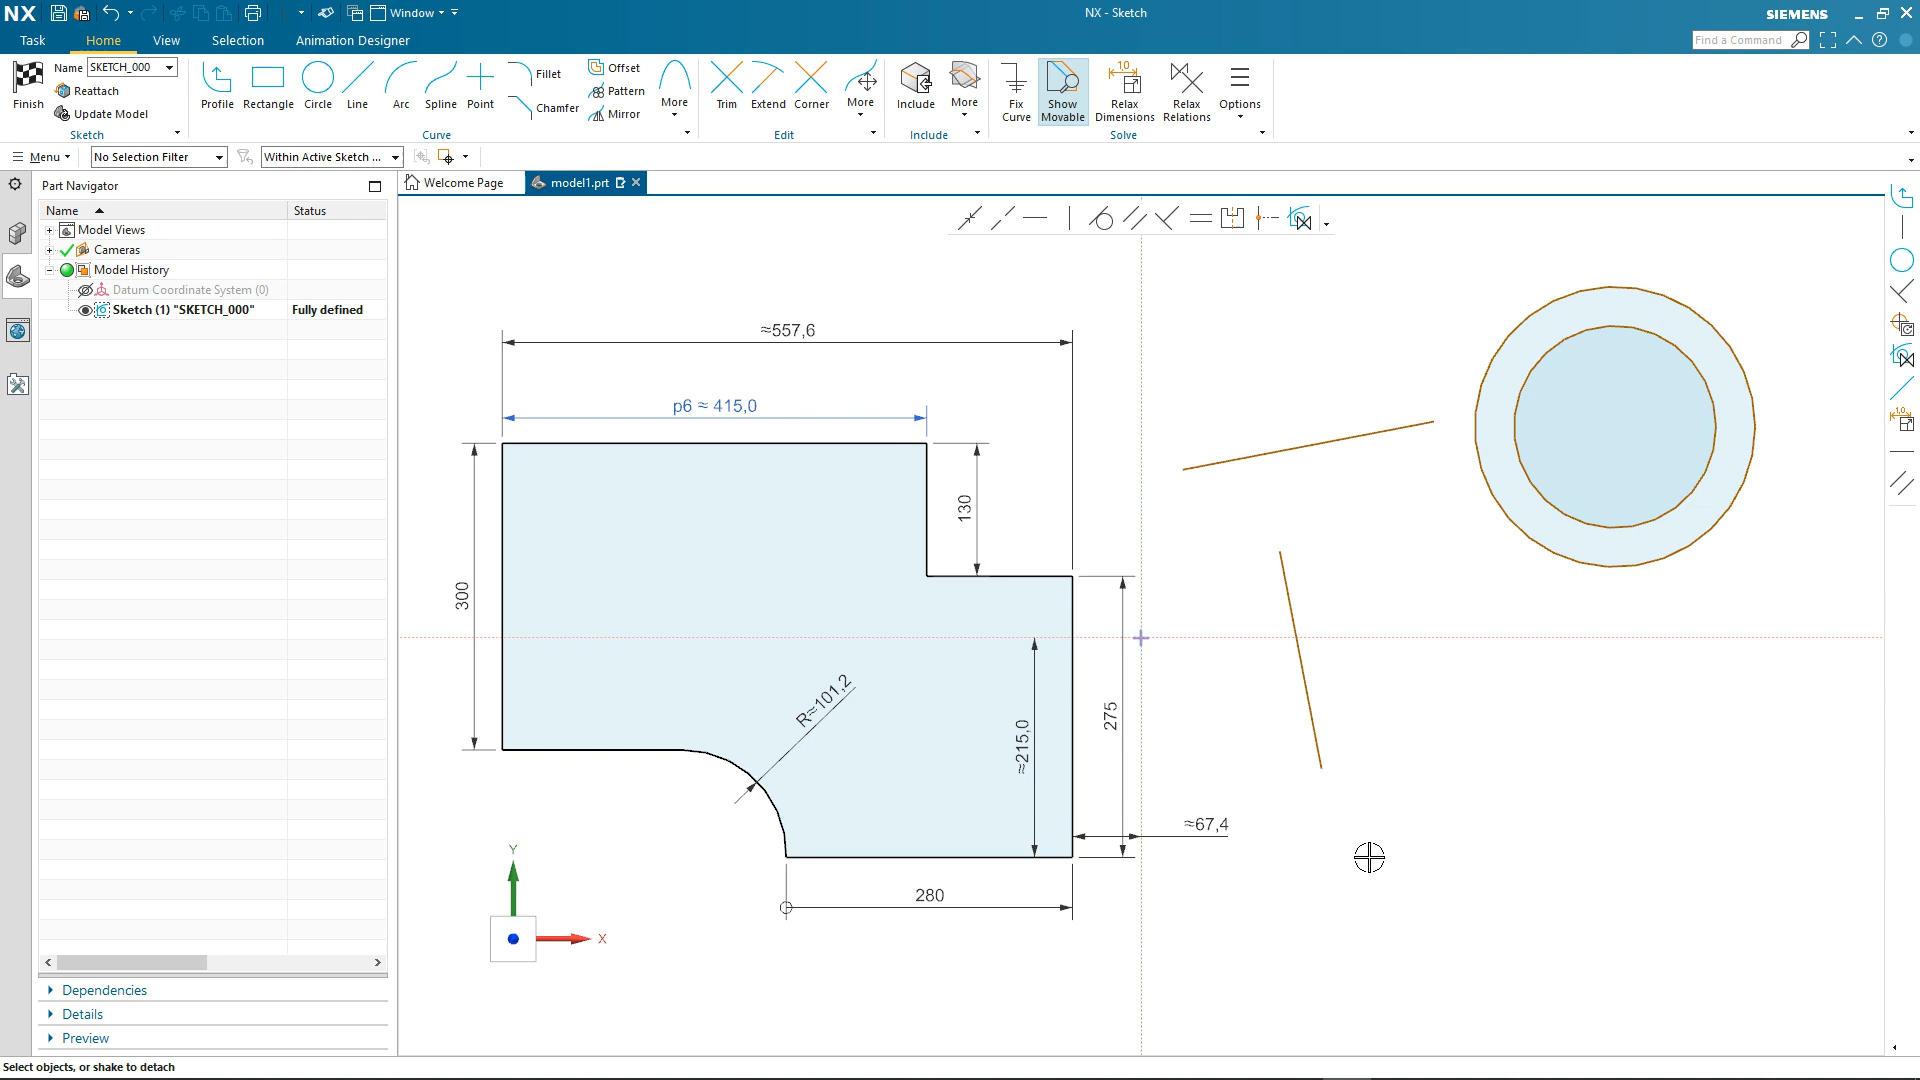 NX
Window
NX - Sketch
SIEMENS
Task
Home
View
Selection
Animation Designer
Find a Command
Finish
Name
SKETCH_000
Reattach
Update Model
Sketch
Profile
Rectangle
Circle
Line
Arc
Spline
Point
Fillet
Chamfer
Offset
Pattern
Mirror
More
Curve
Trim
Extend
Corner
More
Edit
Include
More
Include
Fix
Curve
Show
Movable
Relax
Dimensions
Relax
Relations
Options
Solve
Menu
No Selection Filter
Within Active Sketch ...
Part Navigator
Welcome Page
model1.prt
Name
Status
Model Views
Cameras
Model History
Datum Coordinate System (0)
Sketch (1) "SKETCH_000"
Fully defined
≈557,6
p6 ≈ 415,0
130
300
R≈101,2
≈215,0
275
≈67,4
280
Y
X
1,0
1,0
Dependencies
Details
Preview
Select objects, or shake to detach